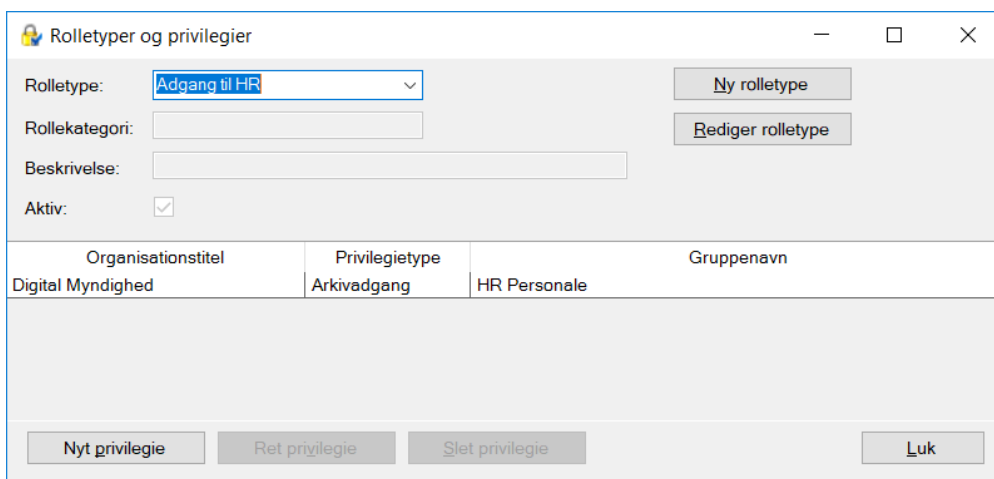 Rolletyper og privilegier
Rolletype: Adgang til HR Ny rolletype
Rollekategori: Rediger rolletype
Beskrivelse:
Aktiv:
Organisationstitel Privilegietype Gruppenavn
Digital Myndighed Arkivadgang HR Personale
Nyt privilegie Ret privilegie Slet privilegie Luk